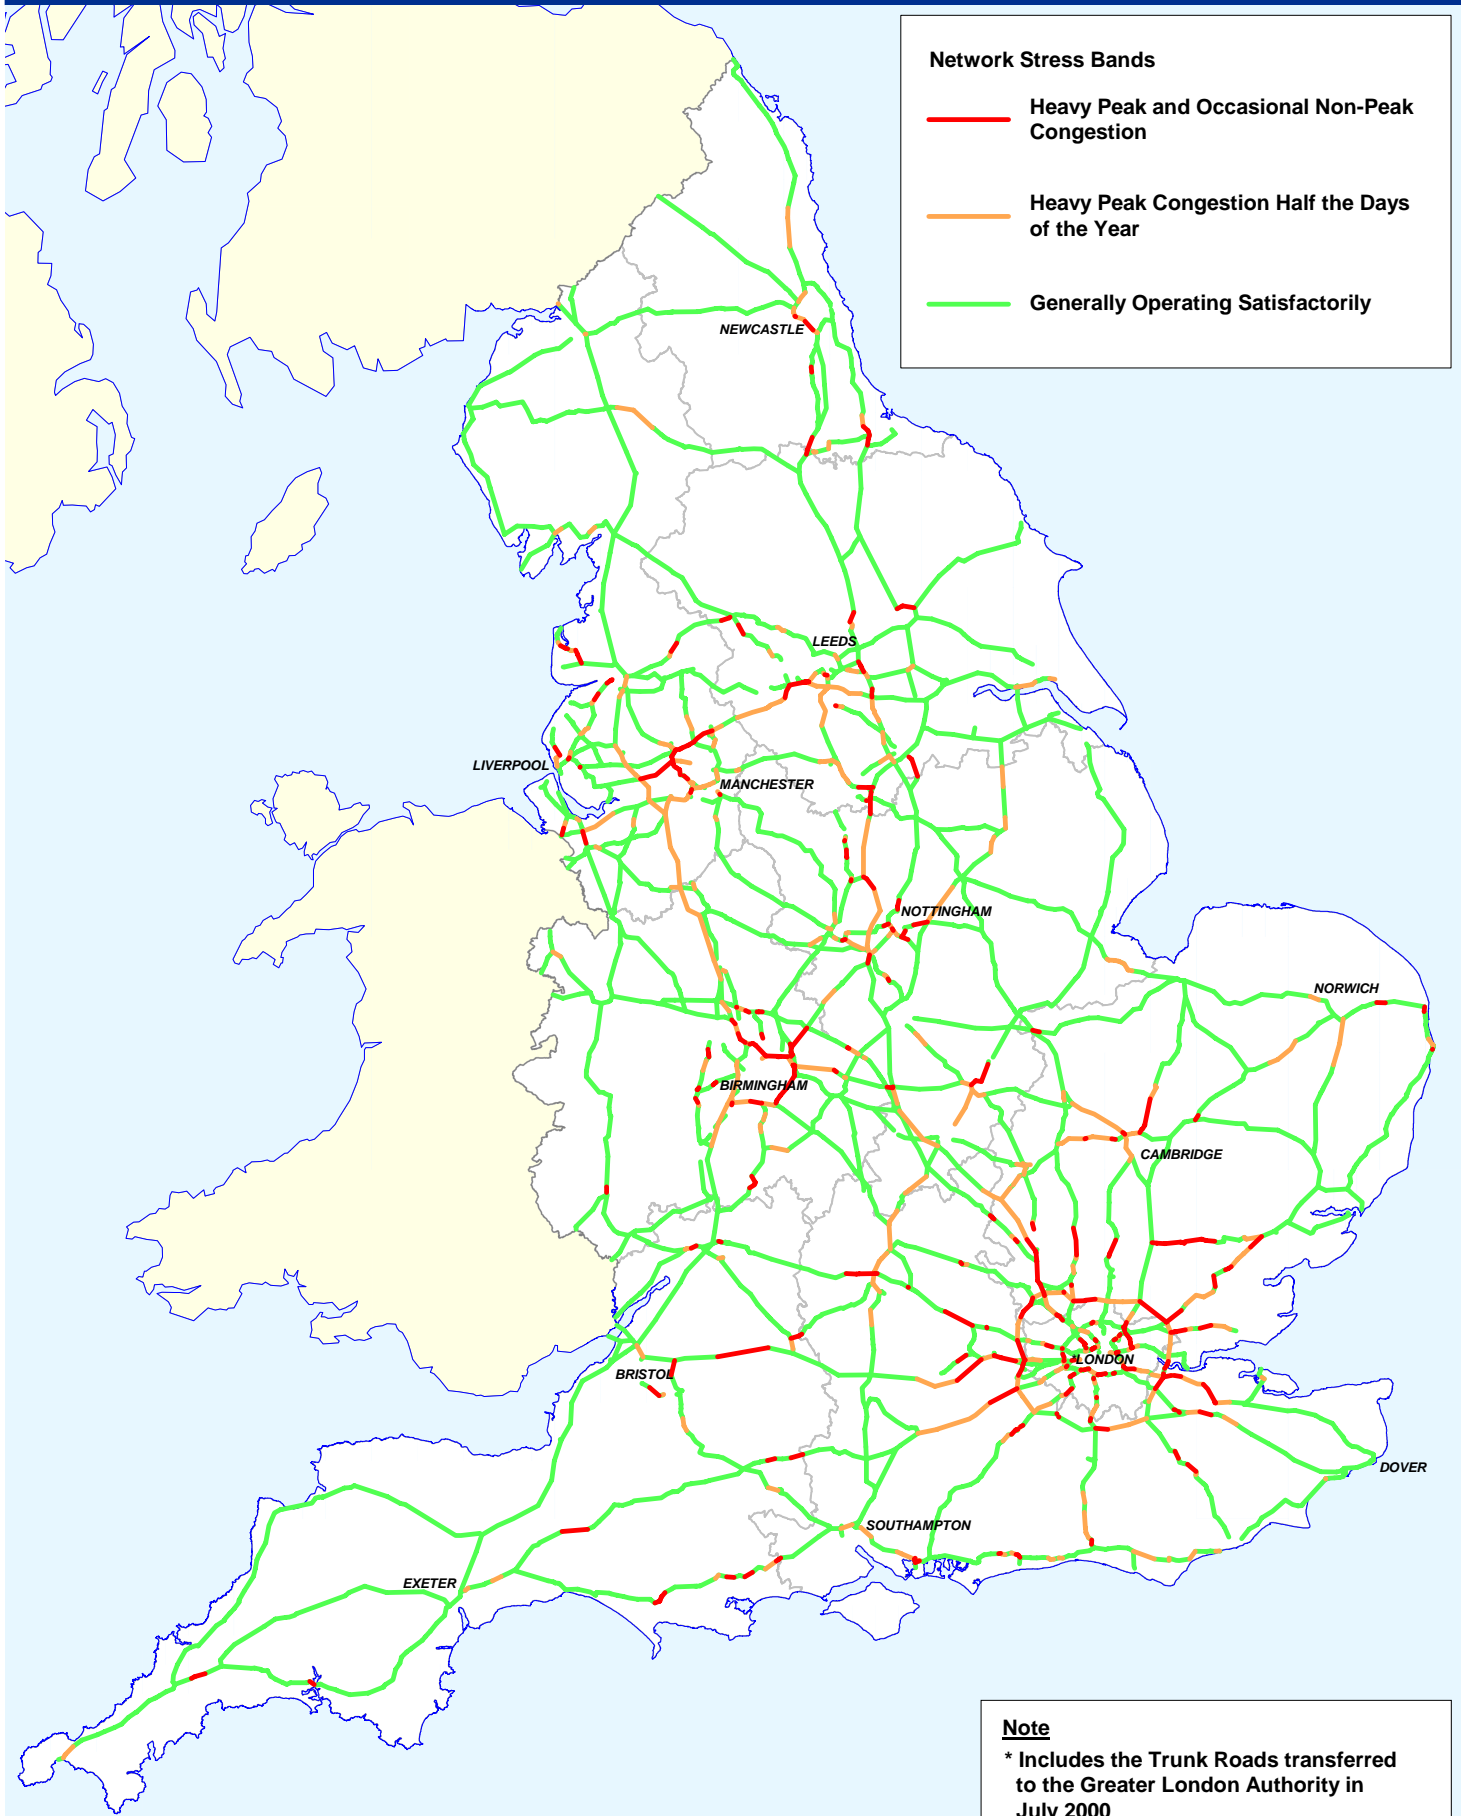 Network Stress Bands
Heavy Peak and Occasional Non-Peak
Congestion
Heavy Peak Congestion Half the Days
of the Year
Generally Operating Satisfactorily
NEWCASTLE
LEEDS
LIVERPOOL
MANCHESTER
NOTTINGHAM
NORWICH
BIRMINGHAM
CAMBRIDGE
LONDON
BRISTOL
DOVER
SOUTHAMPTON
EXETER
Note
* Includes the Trunk Roads transferred
to the Greater London Authority in
July 2000